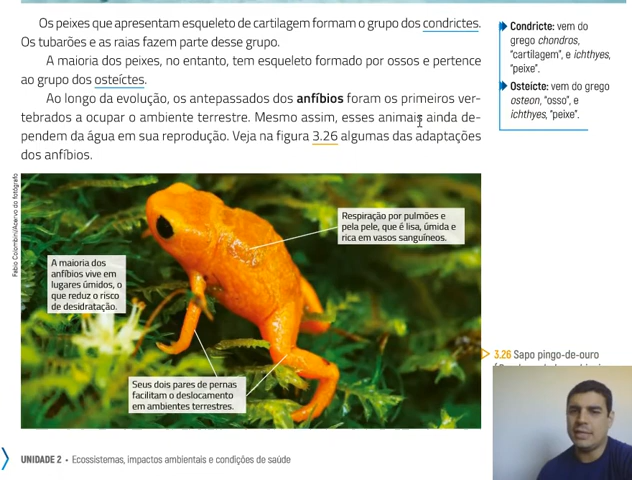 Os peixes que apresentam esqueleto de cartilagem formam o grupo dos condrictes.
Os tubarões e as raias fazem parte desse grupo.
A maioria dos peixes, no entanto, tem esqueleto formado por ossos e pertence
ao grupo dos osteíctes.
Ao longo da evolução, os antepassados dos anfíbios foram os primeiros ver-
tebrados a ocupar o ambiente terrestre. Mesmo assim, esses animais ainda de-
pendem da água em sua reprodução. Veja na figura 3.26 algumas das adaptações
dos anfíbios.
Condricte: vem do
grego chondros,
"cartilagem", e ichthyes,
"peixe".
Osteícte: vem do grego
osteon, "osso", e
ichthyes, "peixe".
Fabio Colombini/Acervo do fotógrafo
Respiração por pulmões e
pela pele, que é lisa, úmida e
rica em vasos sanguíneos.
A maioria dos
anfíbios vive em
lugares úmidos, o
que reduz o risco
de desidratação.
Seus dois pares de pernas
facilitam o deslocamento
em ambientes terrestres.
3.26 Sapo pingo-de-ouro
UNIDADE 2 • Ecossistemas, impactos ambientais e condições de saúde